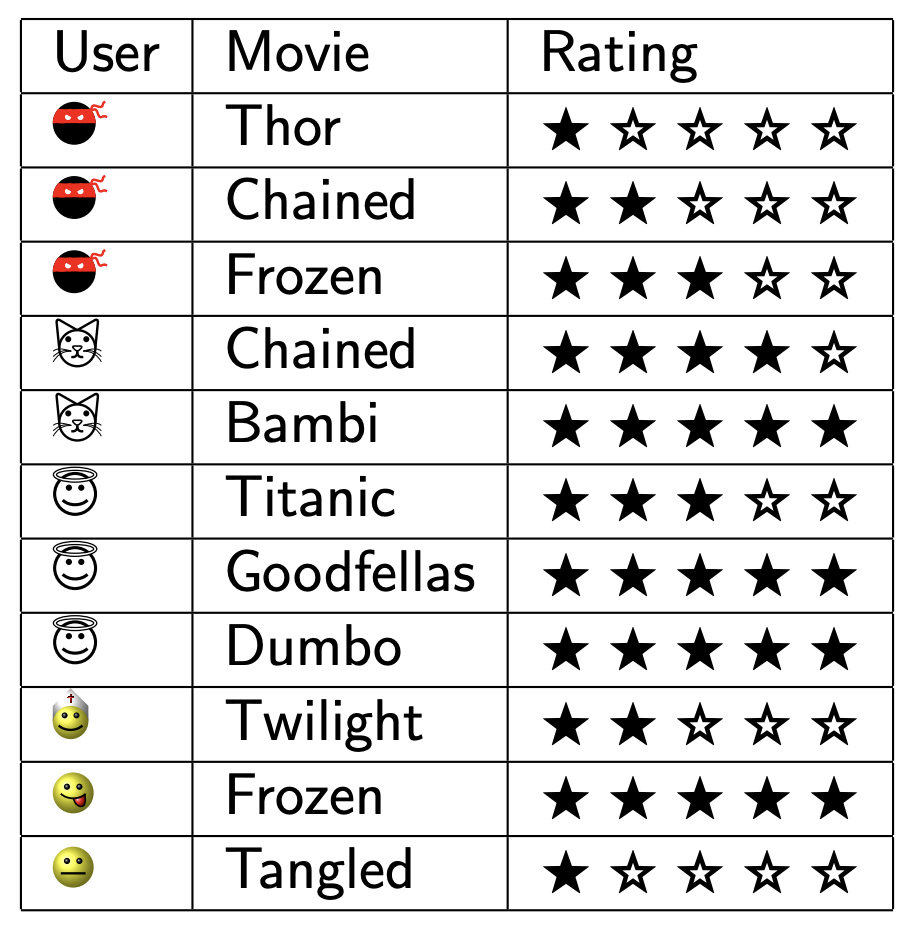 User Movie Rating
Thor ★ ☆ ☆ ☆ ☆
Chained ★ ★ ☆ ☆ ☆
Frozen ★ ★ ★ ☆ ☆
Chained ★ ★ ★ ★ ☆
Bambi ★ ★ ★ ★ ★
Titanic ★ ★ ★ ☆ ☆
Goodfellas ★ ★ ★ ★ ★
Dumbo ★ ★ ★ ★ ★
Twilight ★ ★ ☆ ☆ ☆
Frozen ★ ★ ★ ★ ★
Tangled ★ ☆ ☆ ☆ ☆